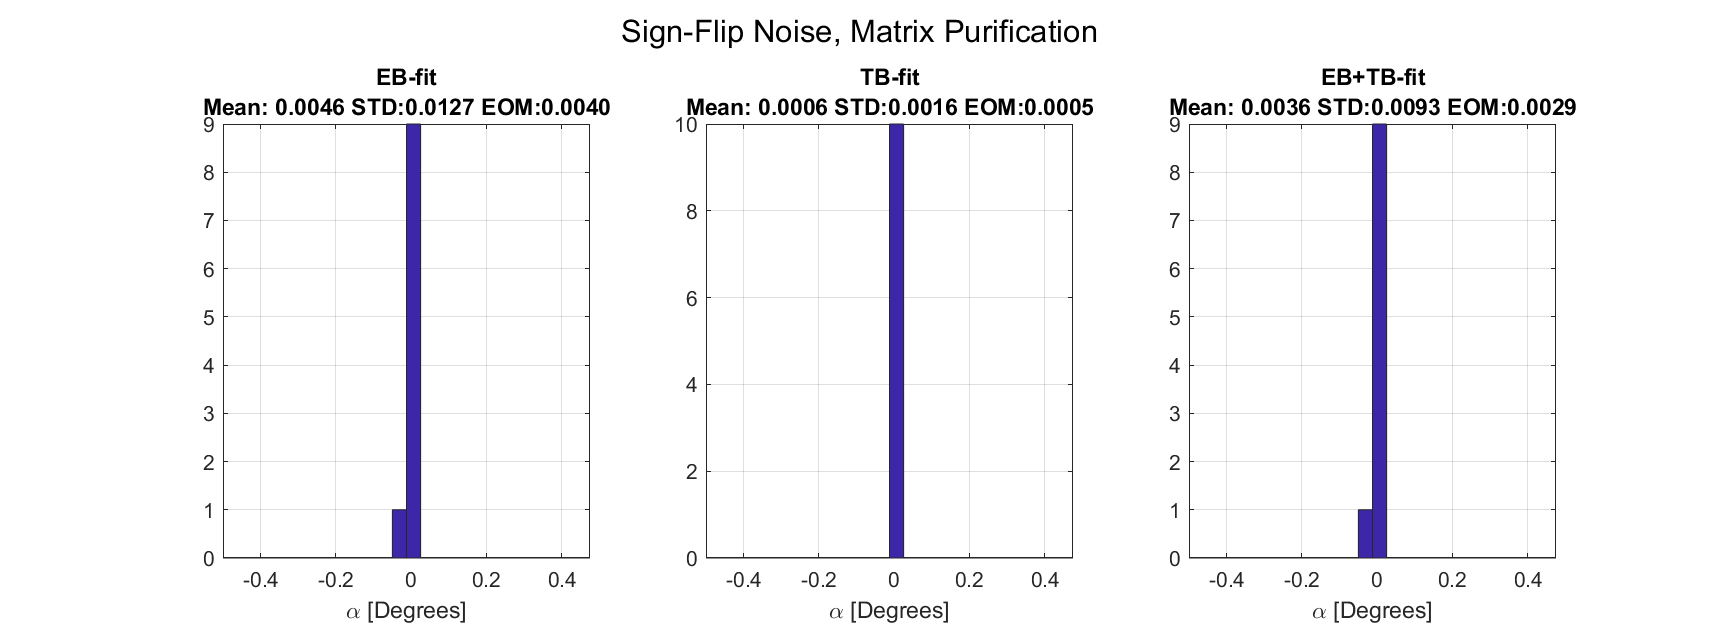 Sign-Flip Noise, Matrix Purification
EB-fit
Mean: 0.0046 STD:0.0127 EOM:0.0040
9
8
7
6
5
4
3
2
1
0
-0.4 -0.2 0 0.2 0.4
α [Degrees]
TB-fit
Mean: 0.0006 STD:0.0016 EOM:0.0005
10
8
6
4
2
0
-0.4 -0.2 0 0.2 0.4
α [Degrees]
EB+TB-fit
Mean: 0.0036 STD:0.0093 EOM:0.0029
9
8
7
6
5
4
3
2
1
0
-0.4 -0.2 0 0.2 0.4
α [Degrees]